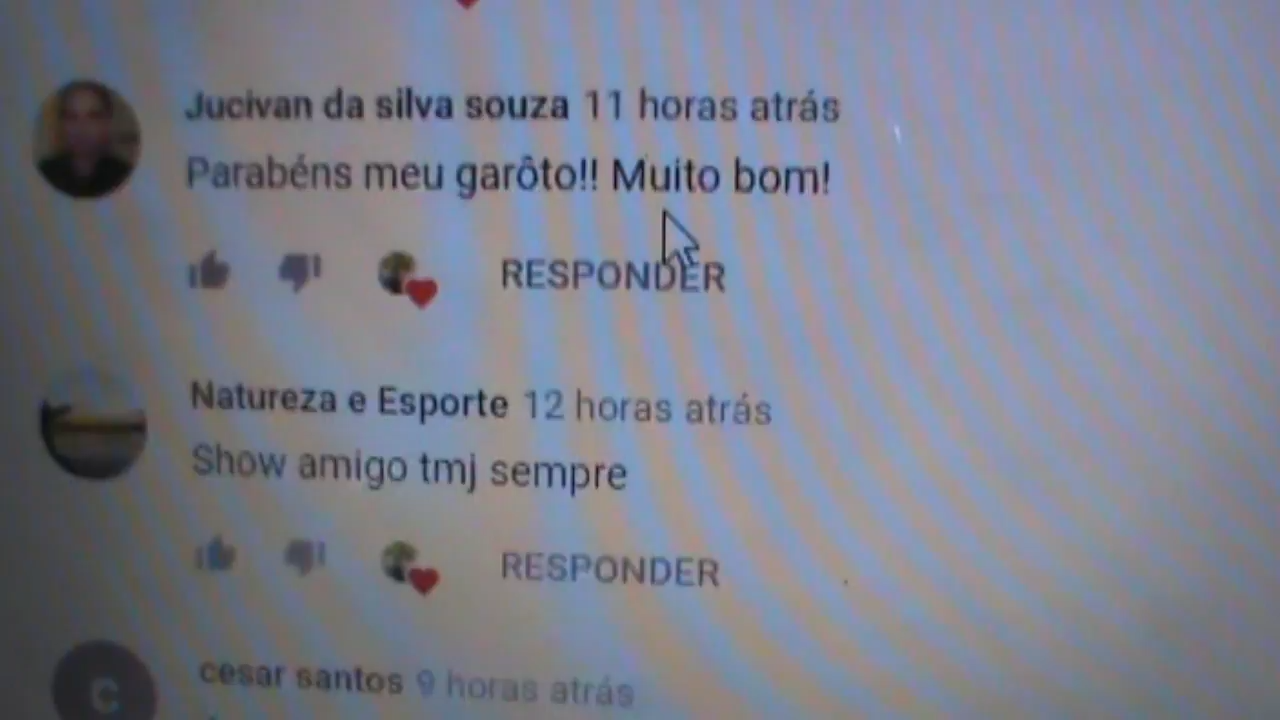 Jucivan da silva souza 11 horas atrás
Parabéns meu garôto!! Muito bom!
RESPONDER
Natureza e Esporte 12 horas atrás
Show amigo tmj sempre
RESPONDER
C
cesar santos 9 horas atrás